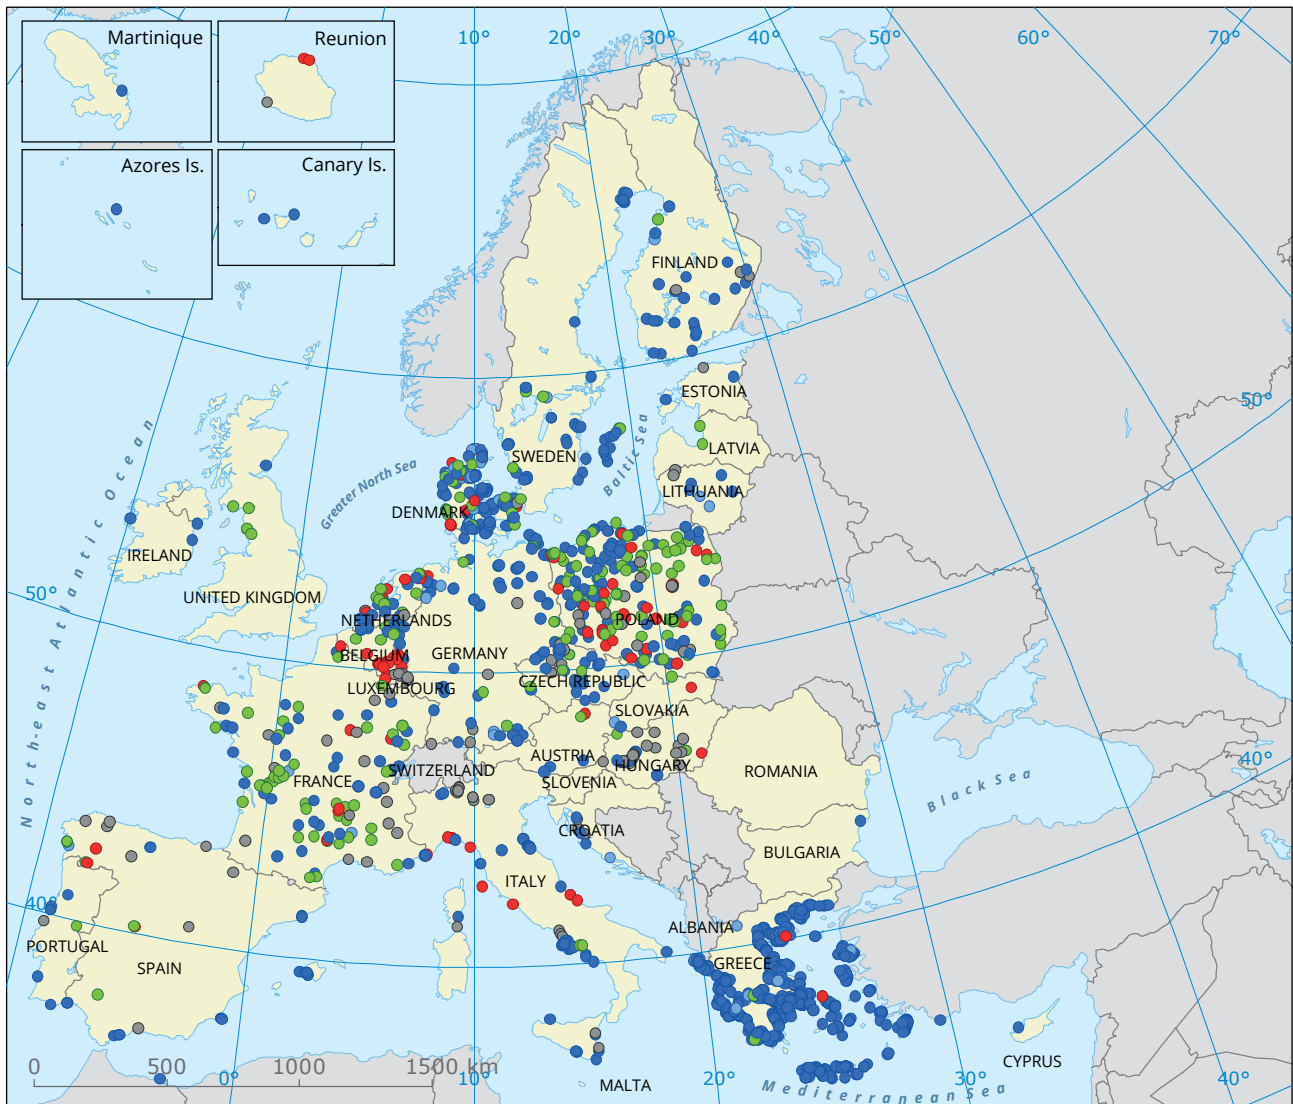 Martinique
Reunion
Azores Is.
Canary Is.
10°
20°
30°
40°
50°
60°
70°
FINLAND
50°
ESTONIA
LATVIA
LITHUANIA
SWEDEN
Baltic Sea
Greater North Sea
DENMARK
North-east Atlantic Ocean
IRELAND
UNITED KINGDOM
50°
NETHERLANDS
POLAND
BELGIUM
GERMANY
LUXEMBOURG
CZECH REPUBLIC
SLOVAKIA
AUSTRIA
HUNGARY
SWITZERLAND
FRANCE
SLOVENIA
ROMANIA
Black Sea
40°
CROATIA
BULGARIA
ITALY
40°
ALBANIA
PORTUGAL
SPAIN
GREECE
CYPRUS
0
500
1000
1500 km
0°
10°
MALTA
20°
Mediterranean Sea
30°
40°